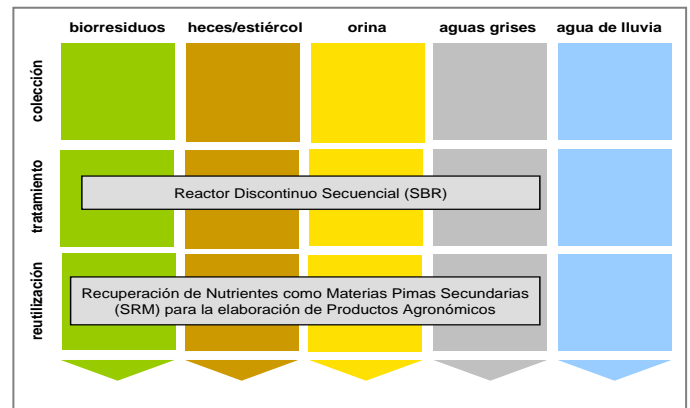 biorresiduos heces/estiércol orina aguas grises agua de lluvia
colección
tratamiento
Reactor Discontinuo Secuencial (SBR)
reutilización
Recuperación de Nutrientes como Materias Pimas Secundarias
(SRM) para la elaboración de Productos Agronómicos